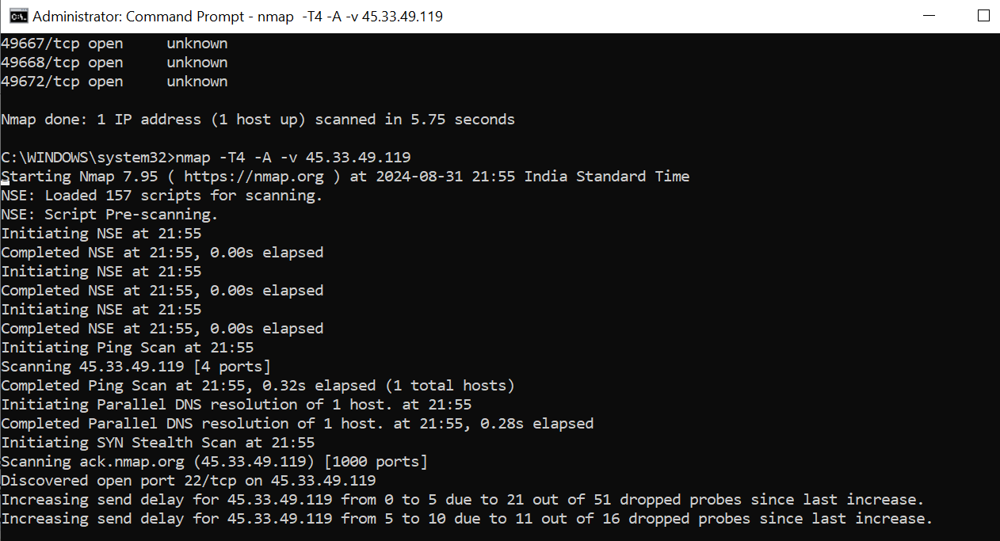 Administrator: Command Prompt - nmap  -T4 -A -v 45.33.49.119
49667/tcp open     unknown
49668/tcp open     unknown
49672/tcp open     unknown
Nmap done: 1 IP address (1 host up) scanned in 5.75 seconds
C:\WINDOWS\system32>nmap -T4 -A -v 45.33.49.119
Starting Nmap 7.95 ( https://nmap.org ) at 2024-08-31 21:55 India Standard Time
NSE: Loaded 157 scripts for scanning.
NSE: Script Pre-scanning.
Initiating NSE at 21:55
Completed NSE at 21:55, 0.00s elapsed
Initiating NSE at 21:55
Completed NSE at 21:55, 0.00s elapsed
Initiating NSE at 21:55
Completed NSE at 21:55, 0.00s elapsed
Initiating Ping Scan at 21:55
Scanning 45.33.49.119 [4 ports]
Completed Ping Scan at 21:55, 0.32s elapsed (1 total hosts)
Initiating Parallel DNS resolution of 1 host. at 21:55
Completed Parallel DNS resolution of 1 host. at 21:55, 0.28s elapsed
Initiating SYN Stealth Scan at 21:55
Scanning ack.nmap.org (45.33.49.119) [1000 ports]
Discovered open port 22/tcp on 45.33.49.119
Increasing send delay for 45.33.49.119 from 0 to 5 due to 21 out of 51 dropped probes since last increase.
Increasing send delay for 45.33.49.119 from 5 to 10 due to 11 out of 16 dropped probes since last increase.